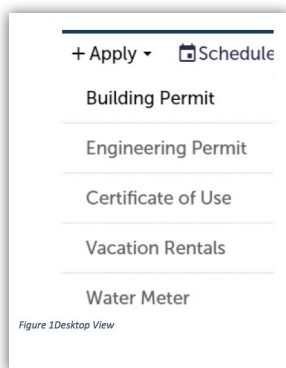 + Apply Schedule
Building Permit
Engineering Permit
Certificate of Use
Vacation Rentals
Water Meter
Figure 1Desktop View